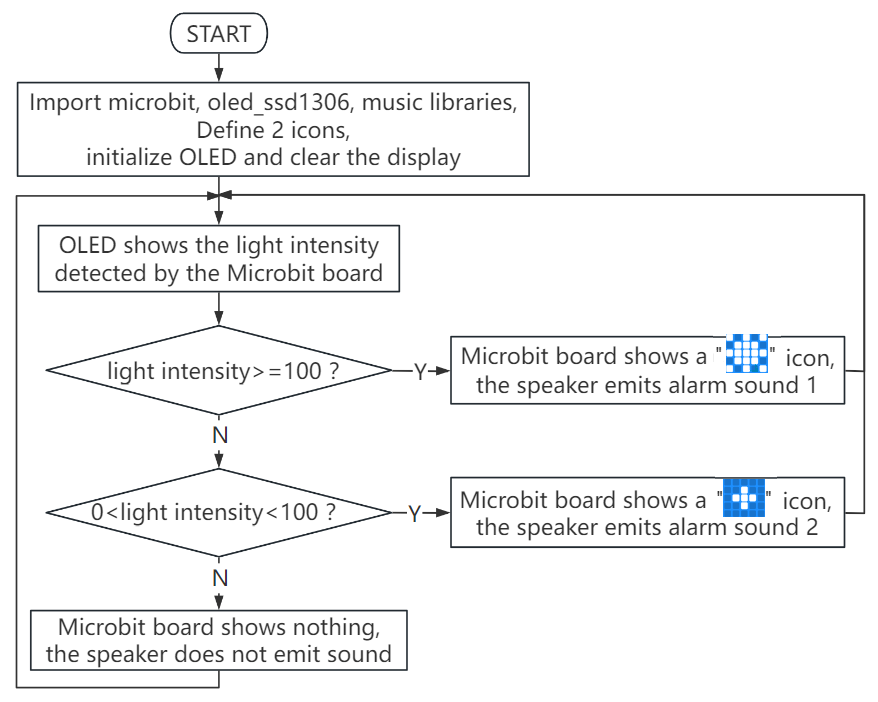 START
Import microbit, oled_ssd1306, music libraries,
Define 2 icons,
initialize OLED and clear the display
OLED shows the light intensity
detected by the Microbit board
light intensity>=100 ?
Y
Microbit board shows a " " icon,
the speaker emits alarm sound 1
N
0<light intensity<100 ?
Y
Microbit board shows a " " icon,
the speaker emits alarm sound 2
N
Microbit board shows nothing,
the speaker does not emit sound